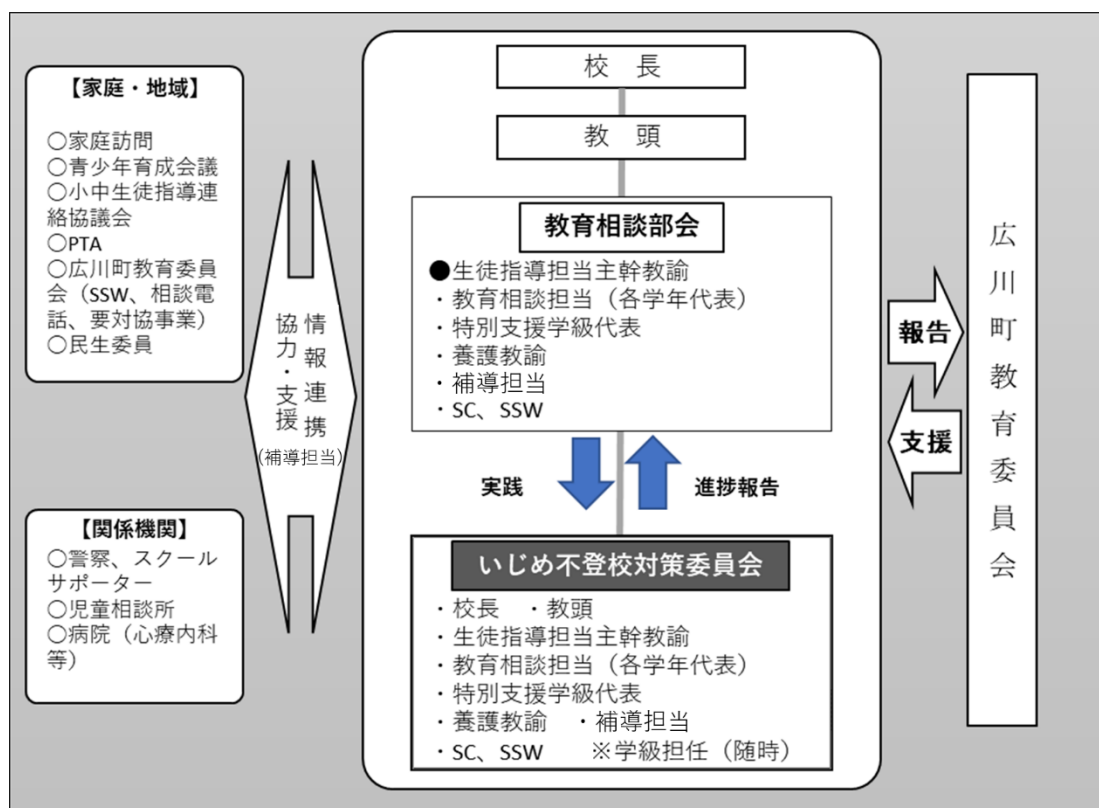 【家庭・地域】
○家庭訪問
○青少年育成会議
○小中生徒指導連
絡協議会
○PTA
○広川町教育委員
会（SSW、相談電
話、要対協事業）
○民生委員
【関係機関】
○警察、スクール
サポーター
○児童相談所
○病院（心療内科
等）
情報連携
協力・支援
(補導担当)
校 長
教 頭
教育相談部会
●生徒指導担当主幹教諭
・教育相談担当（各学年代表）
・特別支援学級代表
・養護教諭
・補導担当
・SC、SSW
実践
進捗報告
いじめ不登校対策委員会
・校長 ・教頭
・生徒指導担当主幹教諭
・教育相談担当（各学年代表）
・特別支援学級代表
・養護教諭 ・補導担当
・SC、SSW ※学級担任（随時）
報告
支援
広川町教育委員会